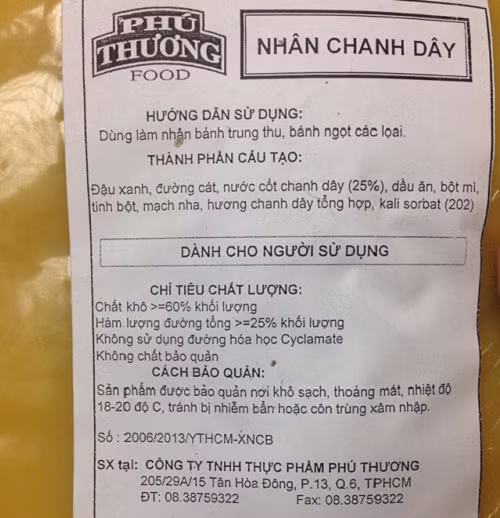 PHÚ
THƯƠNG
FOOD
NHÂN CHANH DÂY
HƯỚNG DẪN SỬ DỤNG:
Dùng làm nhận bánh trung thu, bánh ngọt các lọai.
THÀNH PHẦN CẤU TẠO:
Đậu xanh, đường cát, nước cốt chanh dây (25%), dầu ăn, bột mì,
tinh bột, mạch nha, hương chanh dây tổng hợp, kali sorbat (202)
DÀNH CHO NGƯỜI SỬ DỤNG
CHỈ TIÊU CHẤT LƯỢNG:
Chất khô >=60% khối lượng
Hàm lượng đường tổng >=25% khối lượng
Không sử dụng đường hóa học Cyclamate
Không chất bảo quản
CÁCH BẢO QUẢN:
Sản phẩm được bảo quản nơi khô sạch, thoáng mát, nhiệt độ
18-20 độ C, tránh bị nhiễm bẩn hoặc côn trùng xâm nhập.
Số : 2006/2013/YTHCM-XNCB
SX tại: CÔNG TY TNHH THỰC PHẨM PHÚ THƯƠNG
205/29A/15 Tân Hòa Đông, P.13, Q.6, TPHCM
ĐT: 08.38759322 Fax: 08.38759322